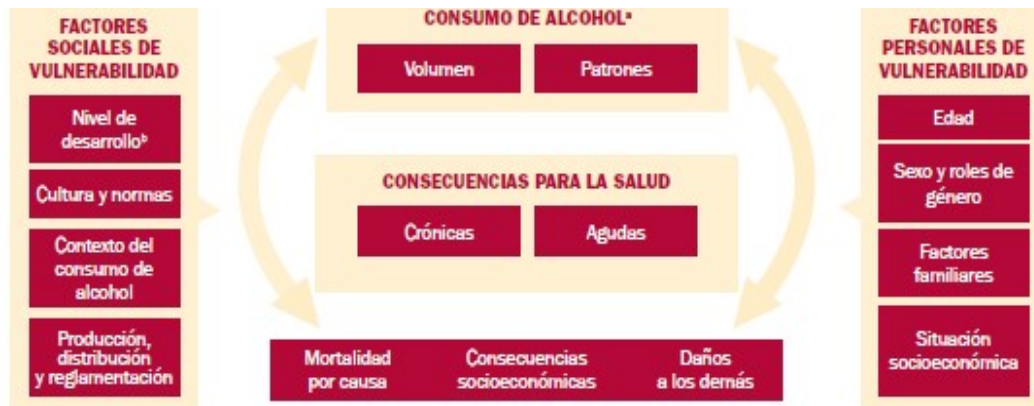 FACTORES
SOCIALES DE
VULNERABILIDAD
Nivel de
desarrolloᵇ
Cultura y normas
Contexto del
consumo de
alcohol
Producción,
distribución
y reglamentación
CONSUMO DE ALCOHOLᵃ
Volumen
Patrones
CONSECUENCIAS PARA LA SALUD
Crónicas
Agudas
Mortalidad
por causa
Consecuencias
socioeconómicas
Daños
a los demás
FACTORES
PERSONALES DE
VULNERABILIDAD
Edad
Sexo y roles de
género
Factores
familiares
Situación
socioeconómica